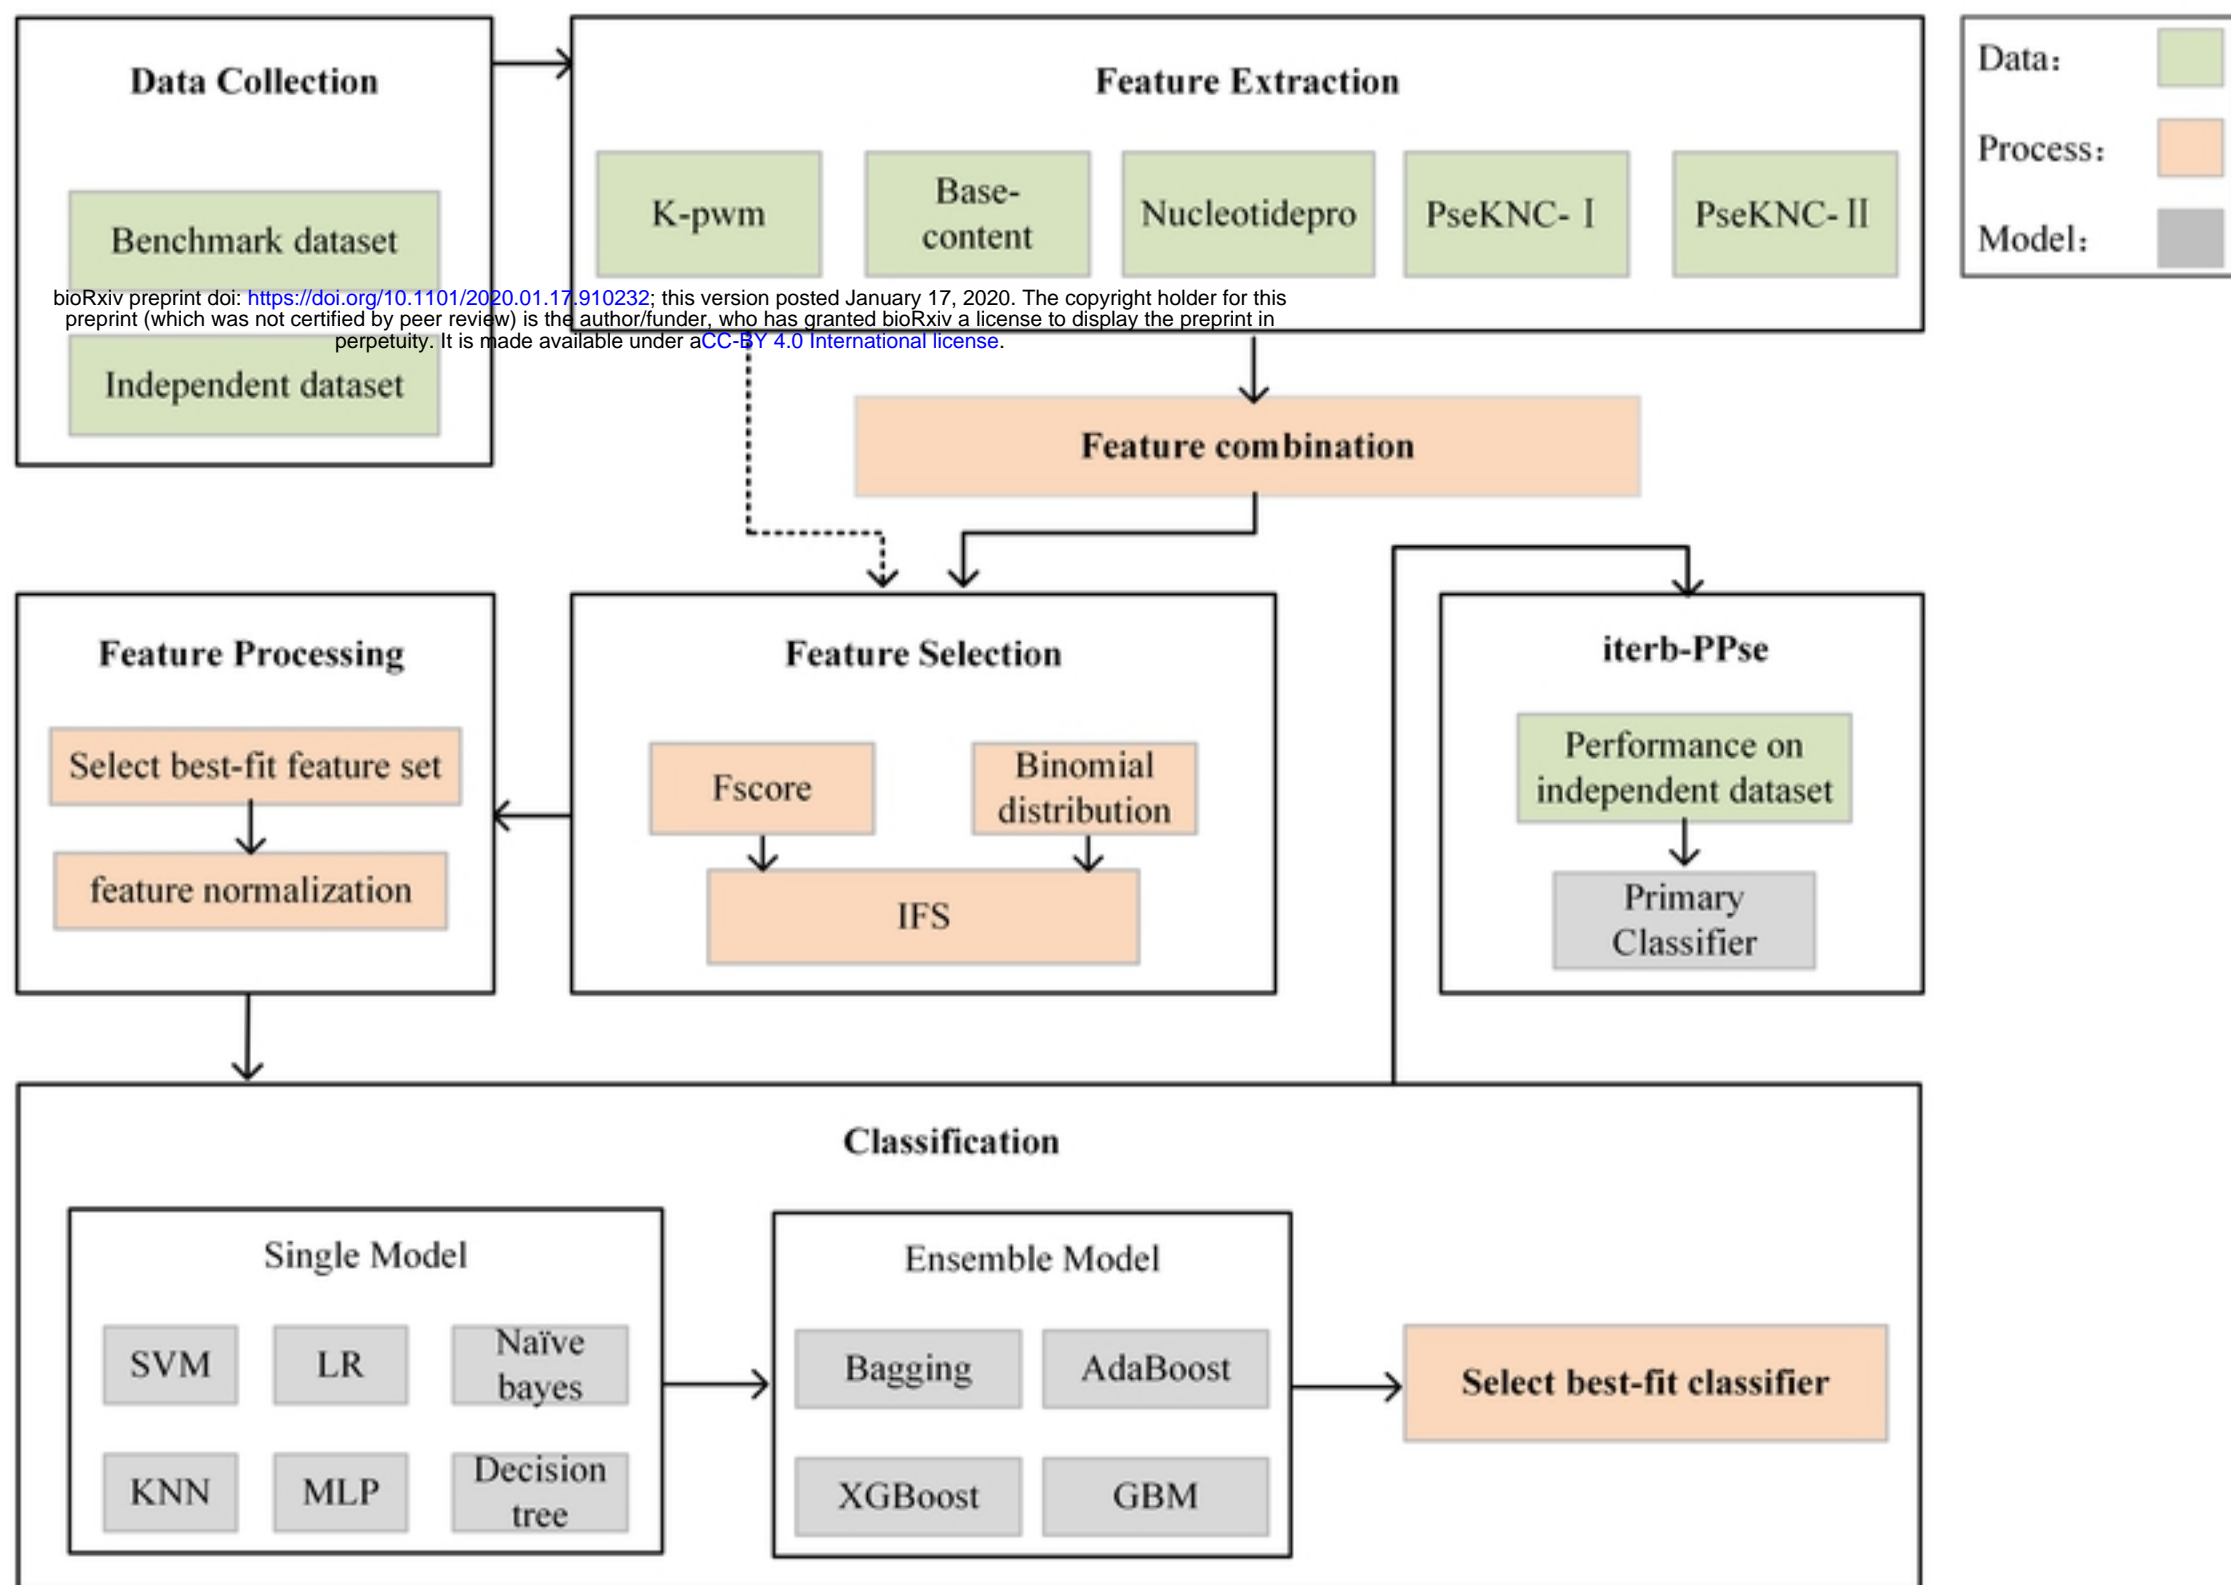 Data Collection
Benchmark dataset
Independent dataset
Feature Extraction
K-pwm
Base-
content
Nucleotidepro
PseKNC-Ⅰ
PseKNC-Ⅱ
Data:
Process:
Model:
bioRxiv preprint doi: https://doi.org/10.1101/2020.01.17.910232; this version posted January 17, 2020. The copyright holder for this
preprint (which was not certified by peer review) is the author/funder, who has granted bioRxiv a license to display the preprint in
perpetuity. It is made available under aCC-BY 4.0 International license.
Feature combination
Feature Processing
Select best-fit feature set
feature normalization
Feature Selection
Fscore
Binomial
distribution
IFS
iterb-PPse
Performance on
independent dataset
Primary
Classifier
Classification
Single Model
SVM
LR
Naïve
bayes
KNN
MLP
Decision
tree
Ensemble Model
Bagging
AdaBoost
XGBoost
GBM
Select best-fit classifier